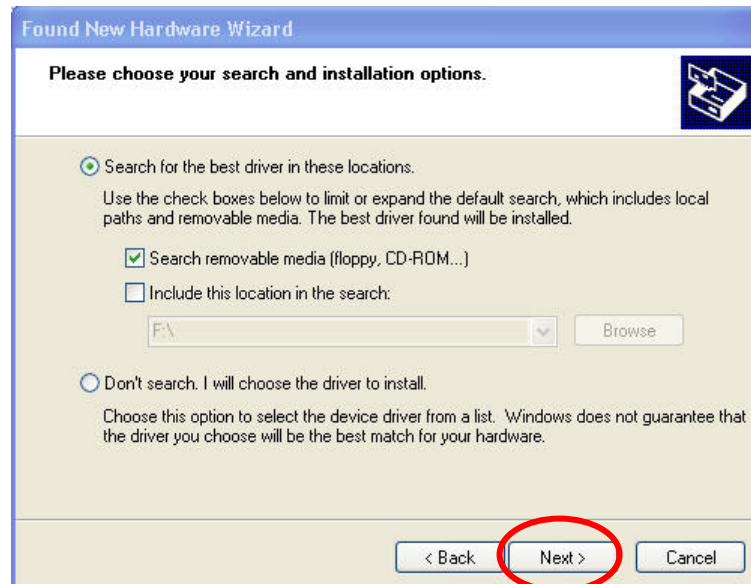 Found New Hardware Wizard
Please choose your search and installation options.
Search for the best driver in these locations.
Use the check boxes below to limit or expand the default search, which includes local
paths and removable media. The best driver found will be installed.
Search removable media (floppy, CD-ROM...)
Include this location in the search:
F:\
Browse
Don't search. I will choose the driver to install.
Choose this option to select the device driver from a list. Windows does not guarantee that
the driver you choose will be the best match for your hardware.
< Back
Next >
Cancel